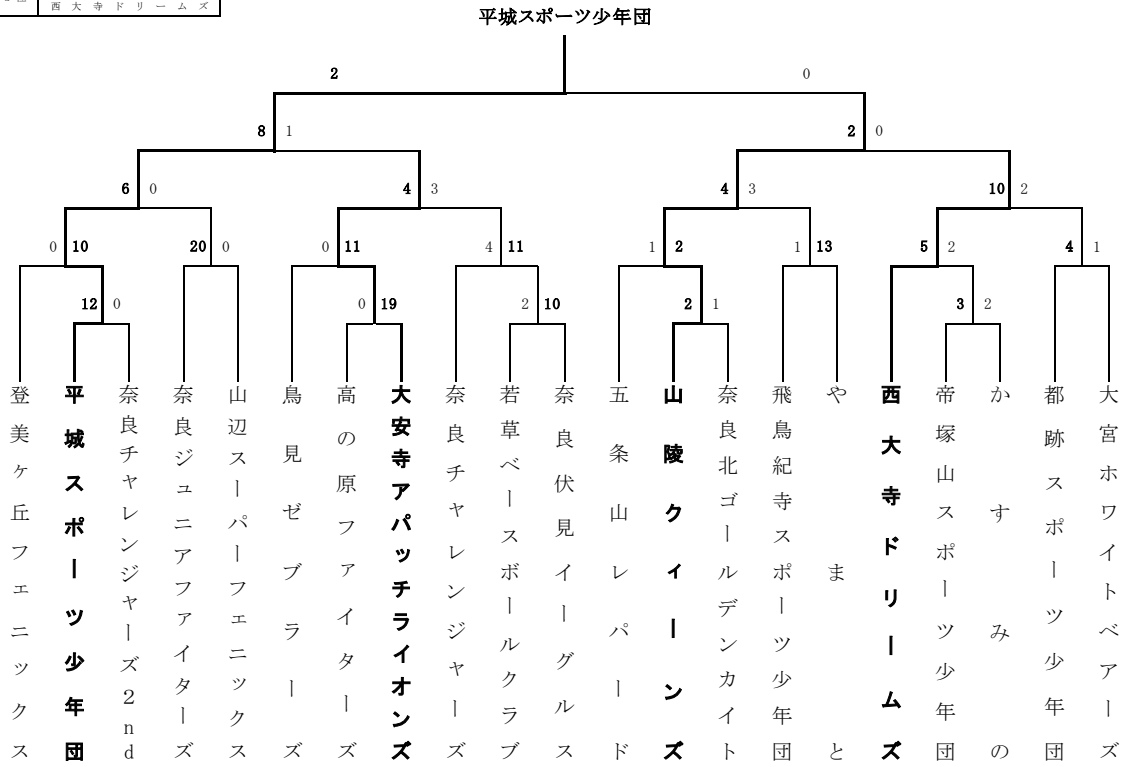 西大寺ドリームズ
平城スポーツ少年団
2 0
8 1 2 0
6 0 4 3 4 3 10 2
0 10 20 0 0 11 4 11 1 2 1 13 5 2 4 1
12 0 0 19 2 10 2 1 3 2
登美ヶ丘フェニックス
平城スポーツ少年団
奈良チャレンジャーズ2nd
奈良ジュニアファイターズ
山辺スーパーフェニックス
鳥見ゼブラーズ
高の原ファイターズ
大安寺アパッチライオンズ
奈良チャレンジャーズ
若草ベースボールクラブ
奈良伏見イーグルス
五条山レパード
山陵クィーンズ
奈良北ゴールデンカイト
飛鳥紀寺スポーツ少年団
やまと
西大寺ドリームズ
帝塚山スポーツ少年団
かすみの
都跡スポーツ少年団
大宮ホワイトベアーズ